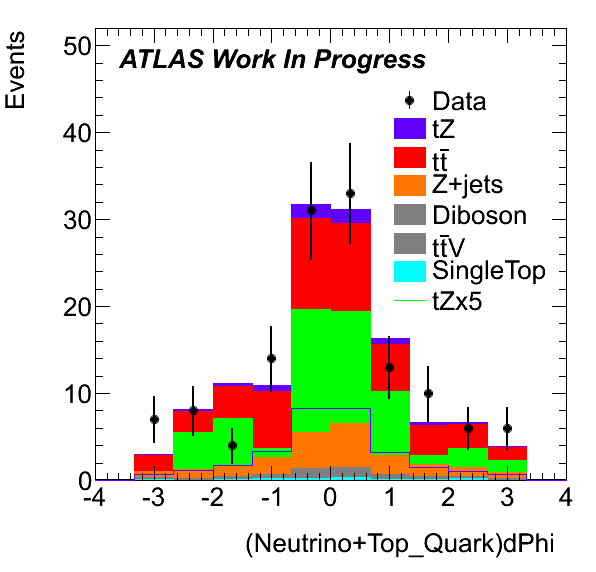 Events
ATLAS Work In Progress
Data
tZ
tt̄
Z+jets
Diboson
tt̄V
SingleTop
tZx5
50
40
30
20
10
0
-4 -3 -2 -1 0 1 2 3 4
(Neutrino+Top_Quark)dPhi